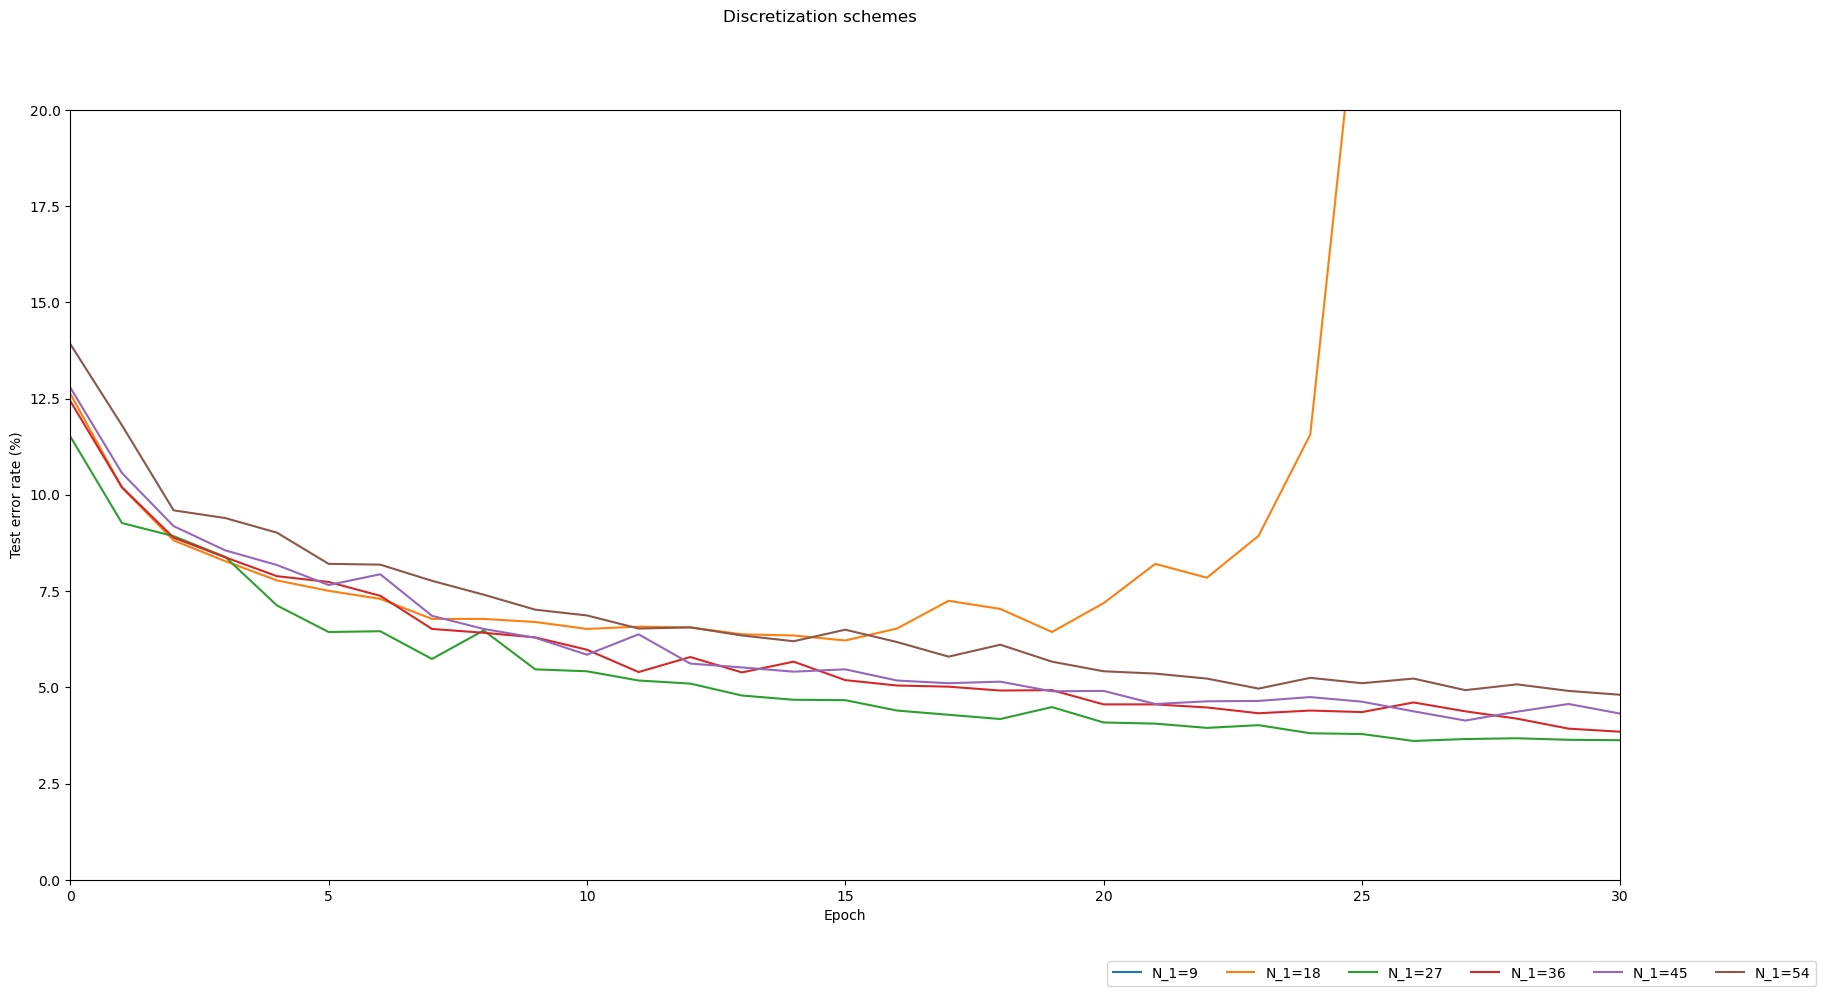 Discretization schemes
20.0
17.5
15.0
12.5
10.0
7.5
5.0
2.5
0.0
Test error rate (%)
0 5 10 15 20 25 30
Epoch
N_1=9 N_1=18 N_1=27 N_1=36 N_1=45 N_1=54